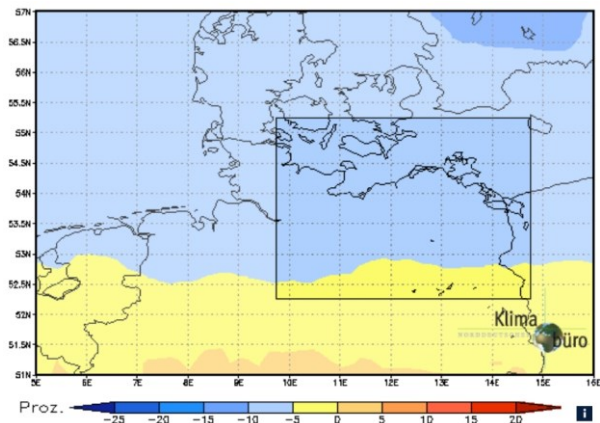 57N
56.5N
56N
55.5N
55N
54.5N
54N
53.5N
53N
52.5N
52N
51.5N
51N
5E 6E 7E 8E 9E 10E 11E 12E 13E 14E 15E 16E
Klima
büro
Proz. -25 -20 -15 -10 -5 0 5 10 15 20
i